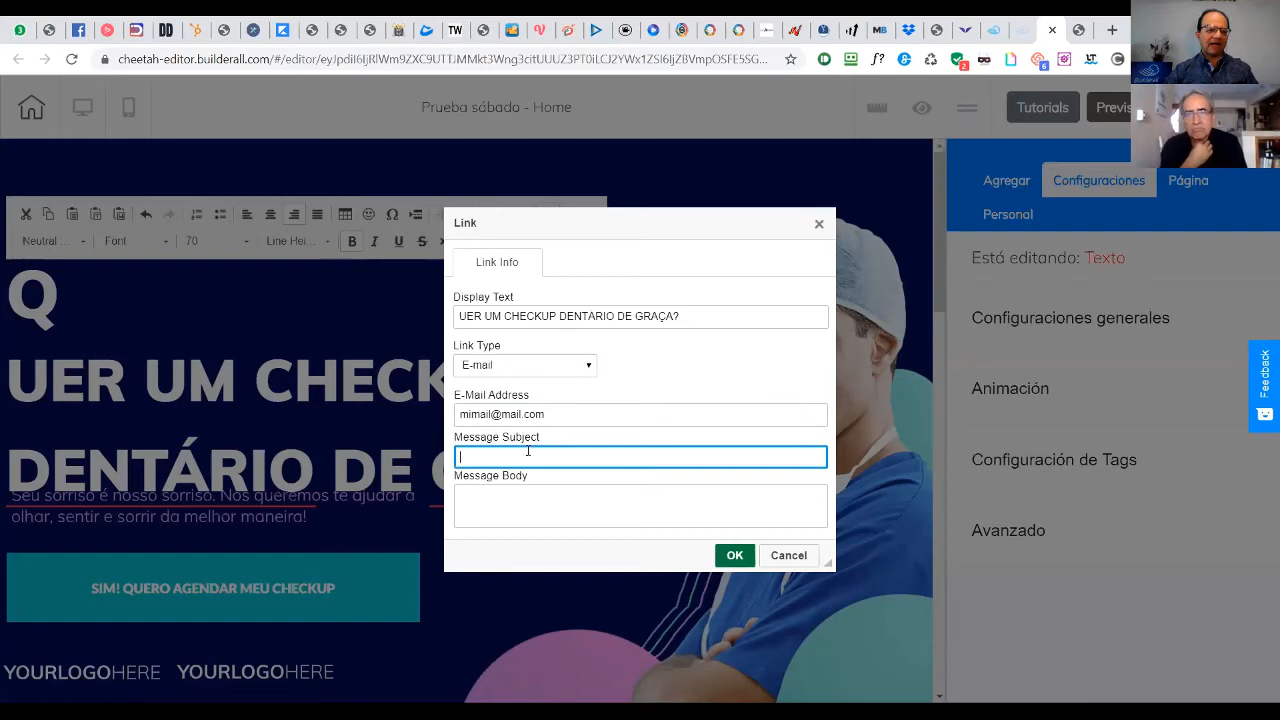 cheetah-editor.builderall.com/#/editor/eyJ
Prueba sábado - Home
Tutorials
Agregar
Configuraciones
Página
Personal
Neutral ...
Font
70
Line Hei...
B
I
U
S
Q
UER UM CHECK
DENTÁRIO DE
Seu sorriso é nosso sorriso. Nós queremos te ajudar a
olhar, sentir e sorrir da melhor maneira!
SIM! QUERO AGENDAR MEU CHECKUP
YOURLOGOHERE YOURLOGOHERE
Link
Link Info
Display Text
UER UM CHECKUP DENTÁRIO DE GRAÇA?
Link Type
E-mail
E-Mail Address
mimail@mail.com
Message Subject
Message Body
OK
Cancel
Está editando: Texto
Configuraciones generales
Animación
Configuración de Tags
Avanzado
Feedback